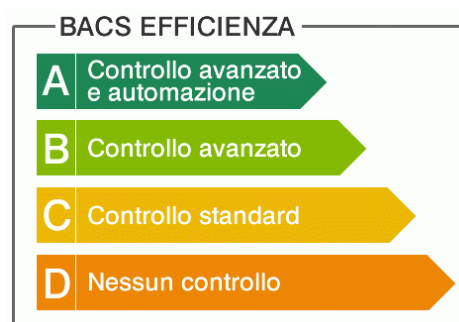 BACS EFFICIENZA
A Controllo avanzato
e automazione
B Controllo avanzato
C Controllo standard
D Nessun controllo